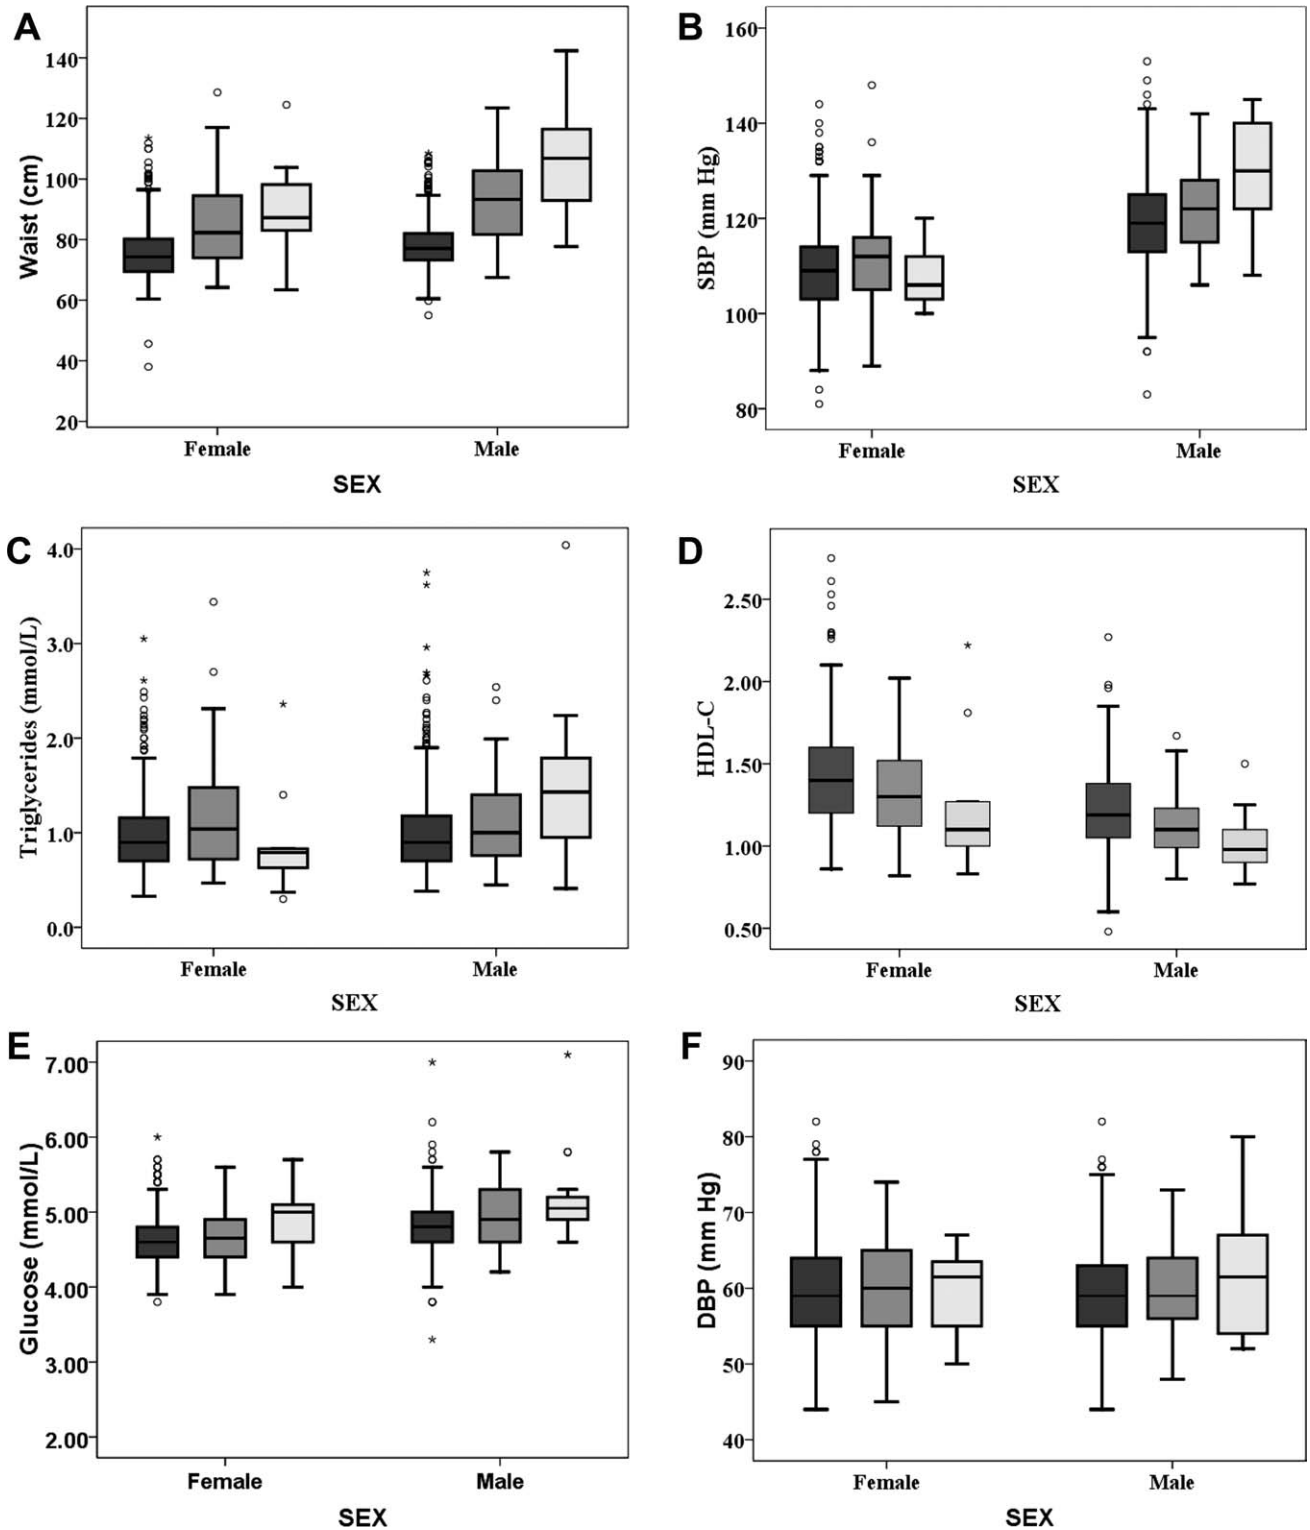 A
Waist (cm)
140
120
100
80
60
40
20
Female
Male
SEX
B
SBP (mm Hg)
160
140
120
100
80
Female
Male
SEX
C
Triglycerides (mmol/L)
4.0
3.0
2.0
1.0
0.0
Female
Male
SEX
D
HDL-C
2.50
2.00
1.50
1.00
0.50
Female
Male
SEX
E
Glucose (mmol/L)
7.00
6.00
5.00
4.00
3.00
2.00
Female
Male
SEX
F
DBP (mm Hg)
90
80
70
60
50
40
Female
Male
SEX